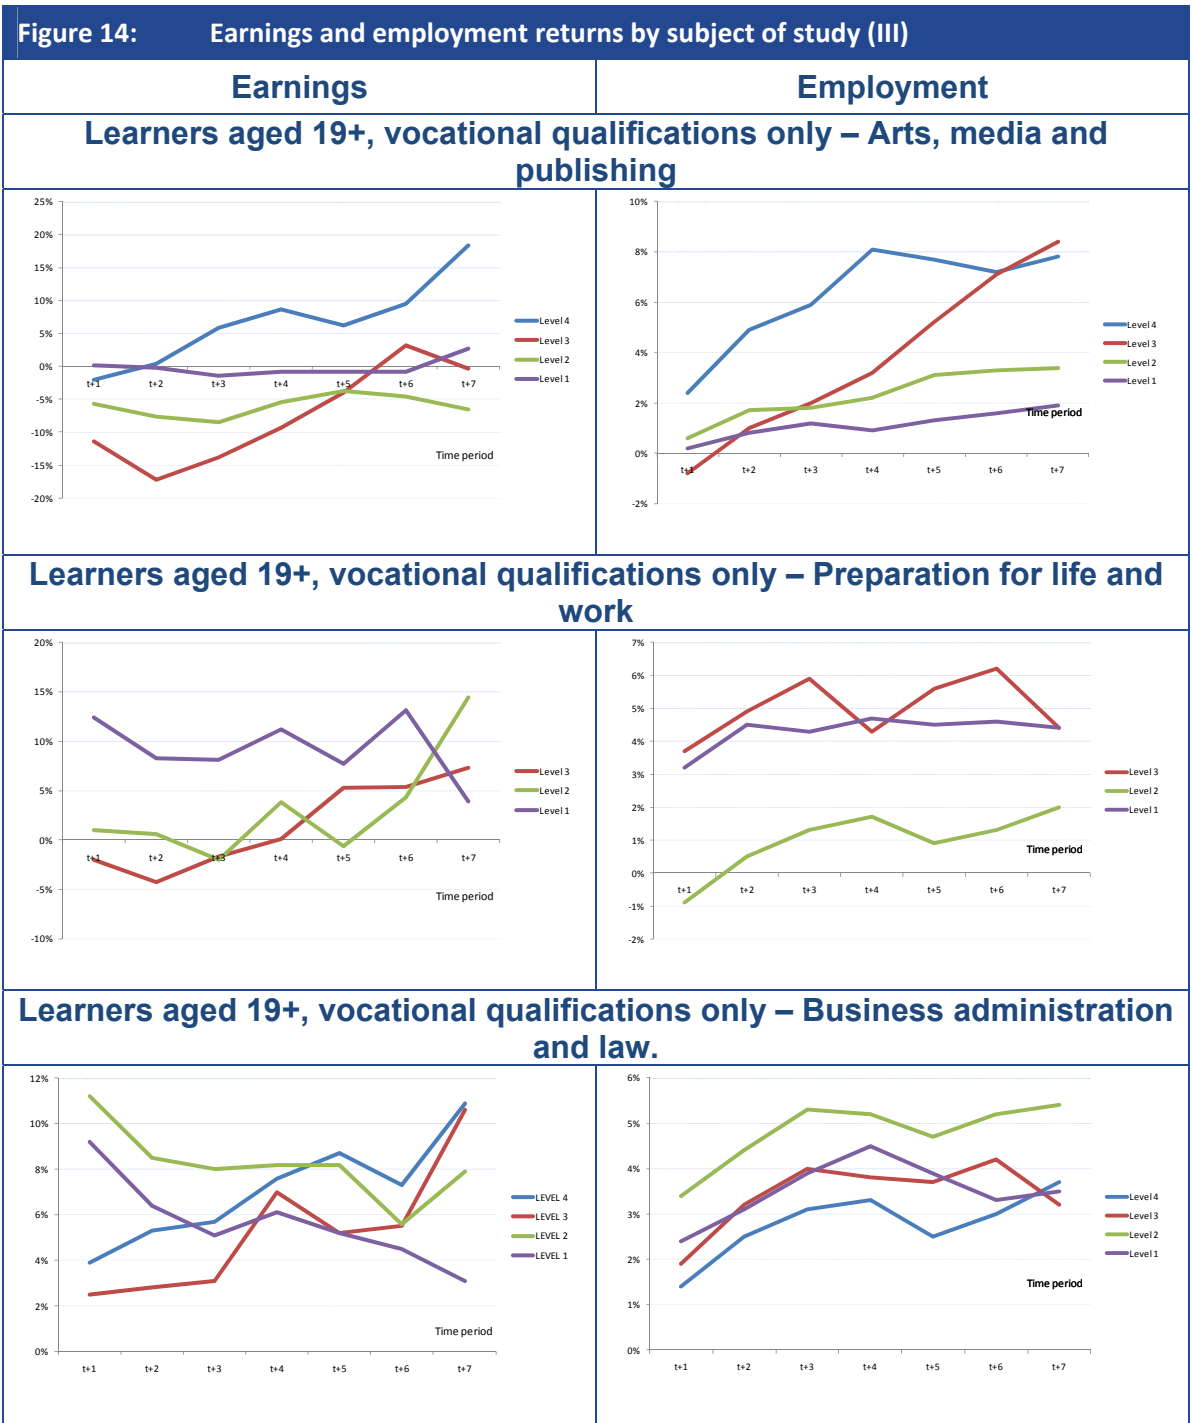 Figure 14: Earnings and employment returns by subject of study (III)
Earnings
Employment
Learners aged 19+, vocational qualifications only – Arts, media and
publishing
25%
20%
15%
10%
5%
0%
-5%
-10%
-15%
-20%
t+1 t+2 t+3 t+4 t+5 t+6 t+7
Time period
Level 4
Level 3
Level 2
Level 1
10%
8%
6%
4%
2%
0%
-2%
t+1 t+2 t+3 t+4 t+5 t+6 t+7
Time period
Level 4
Level 3
Level 2
Level 1
Learners aged 19+, vocational qualifications only – Preparation for life and
work
20%
15%
10%
5%
0%
-5%
-10%
t+1 t+2 t+3 t+4 t+5 t+6 t+7
Time period
Level 3
Level 2
Level 1
7%
6%
5%
4%
3%
2%
1%
0%
-1%
-2%
t+1 t+2 t+3 t+4 t+5 t+6 t+7
Time period
Level 3
Level 2
Level 1
Learners aged 19+, vocational qualifications only – Business administration
and law.
12%
10%
8%
6%
4%
2%
0%
t+1 t+2 t+3 t+4 t+5 t+6 t+7
Time period
LEVEL 4
LEVEL 3
LEVEL 2
LEVEL 1
6%
5%
4%
3%
2%
1%
0%
t+1 t+2 t+3 t+4 t+5 t+6 t+7
Time period
Level 4
Level 3
Level 2
Level 1